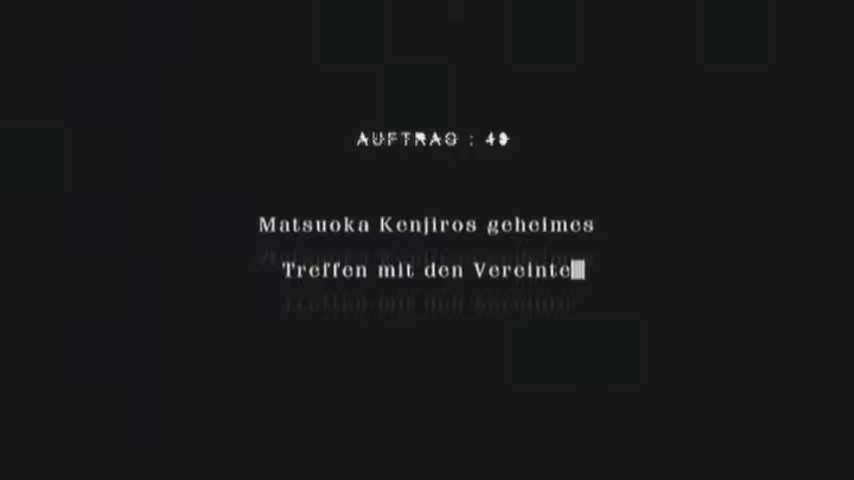 AUFTRAG : 49
Matsuoka Kenjiros geheimes
Treffen mit den Vereinte